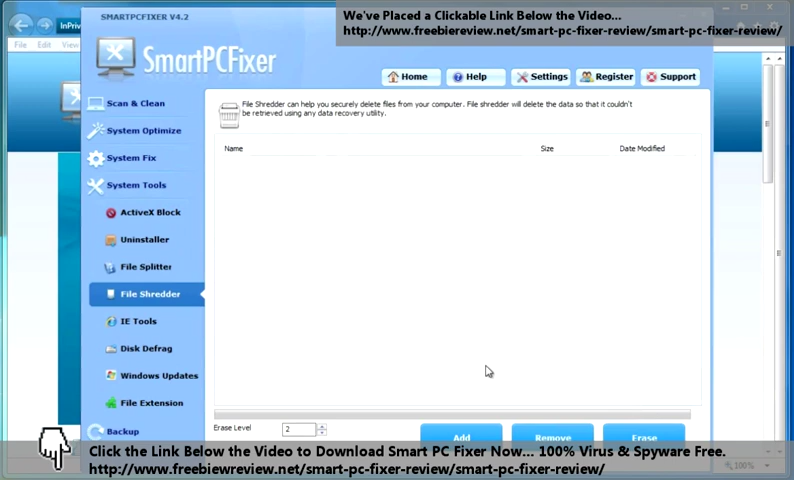 SMARTPCFIXER V4.2
We've Placed a Clickable Link Below the Video...
http://www.freebiereview.net/smart-pc-fixer-review/smart-pc-fixer-review/
InPriv
File Edit View
SmartPCFixer
Home Help Settings Register Support
Scan & Clean
System Optimize
System Fix
System Tools
ActiveX Block
Uninstaller
File Splitter
File Shredder
IE Tools
Disk Defrag
Windows Updates
File Extension
Backup
File Shredder can help you securely delete files from your computer. File shredder will delete the data so that it couldn't
be retrieved using any data recovery utility.
Name Size Date Modified
Erase Level 2
Add Remove Erase
Click the Link Below the Video to Download Smart PC Fixer Now... 100% Virus & Spyware Free.
http://www.freebiewreview.net/smart-pc-fixer-review/smart-pc-fixer-review/
100%